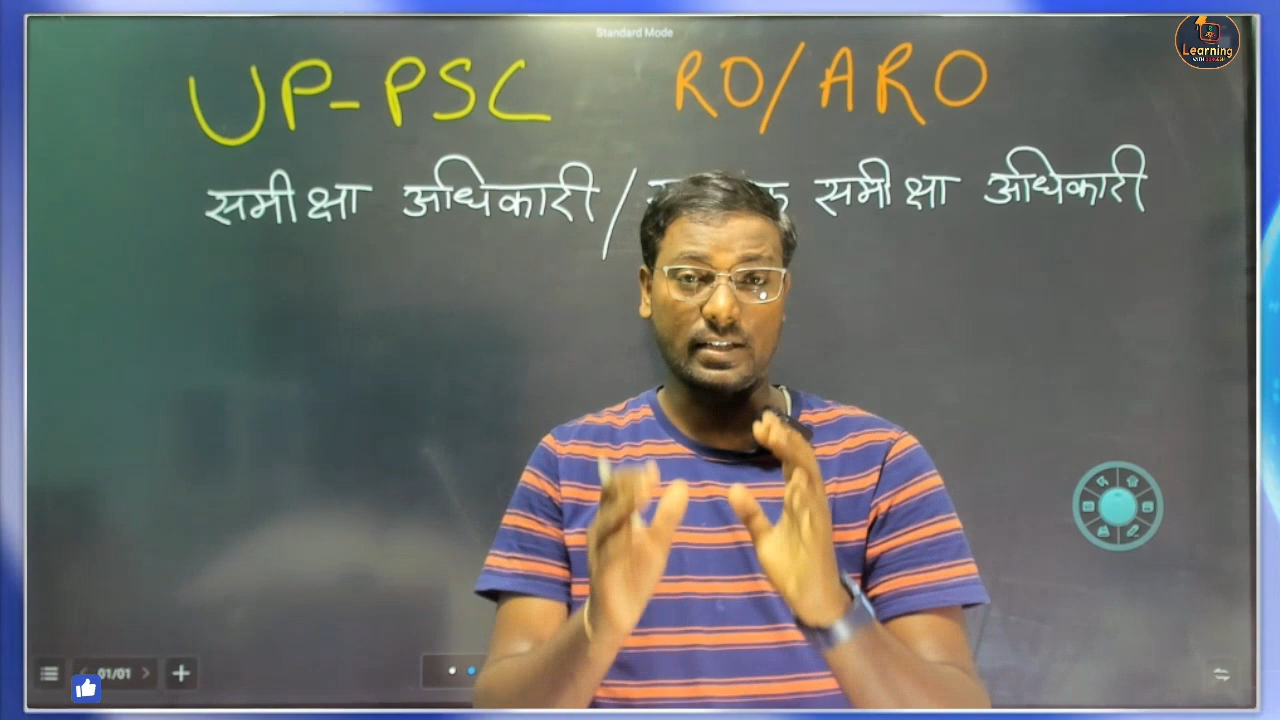 Standard Mode
Learning
UP-PSC RO/ARO
समीक्षा अधिकारी / समीक्षा अधिकारी
01/01